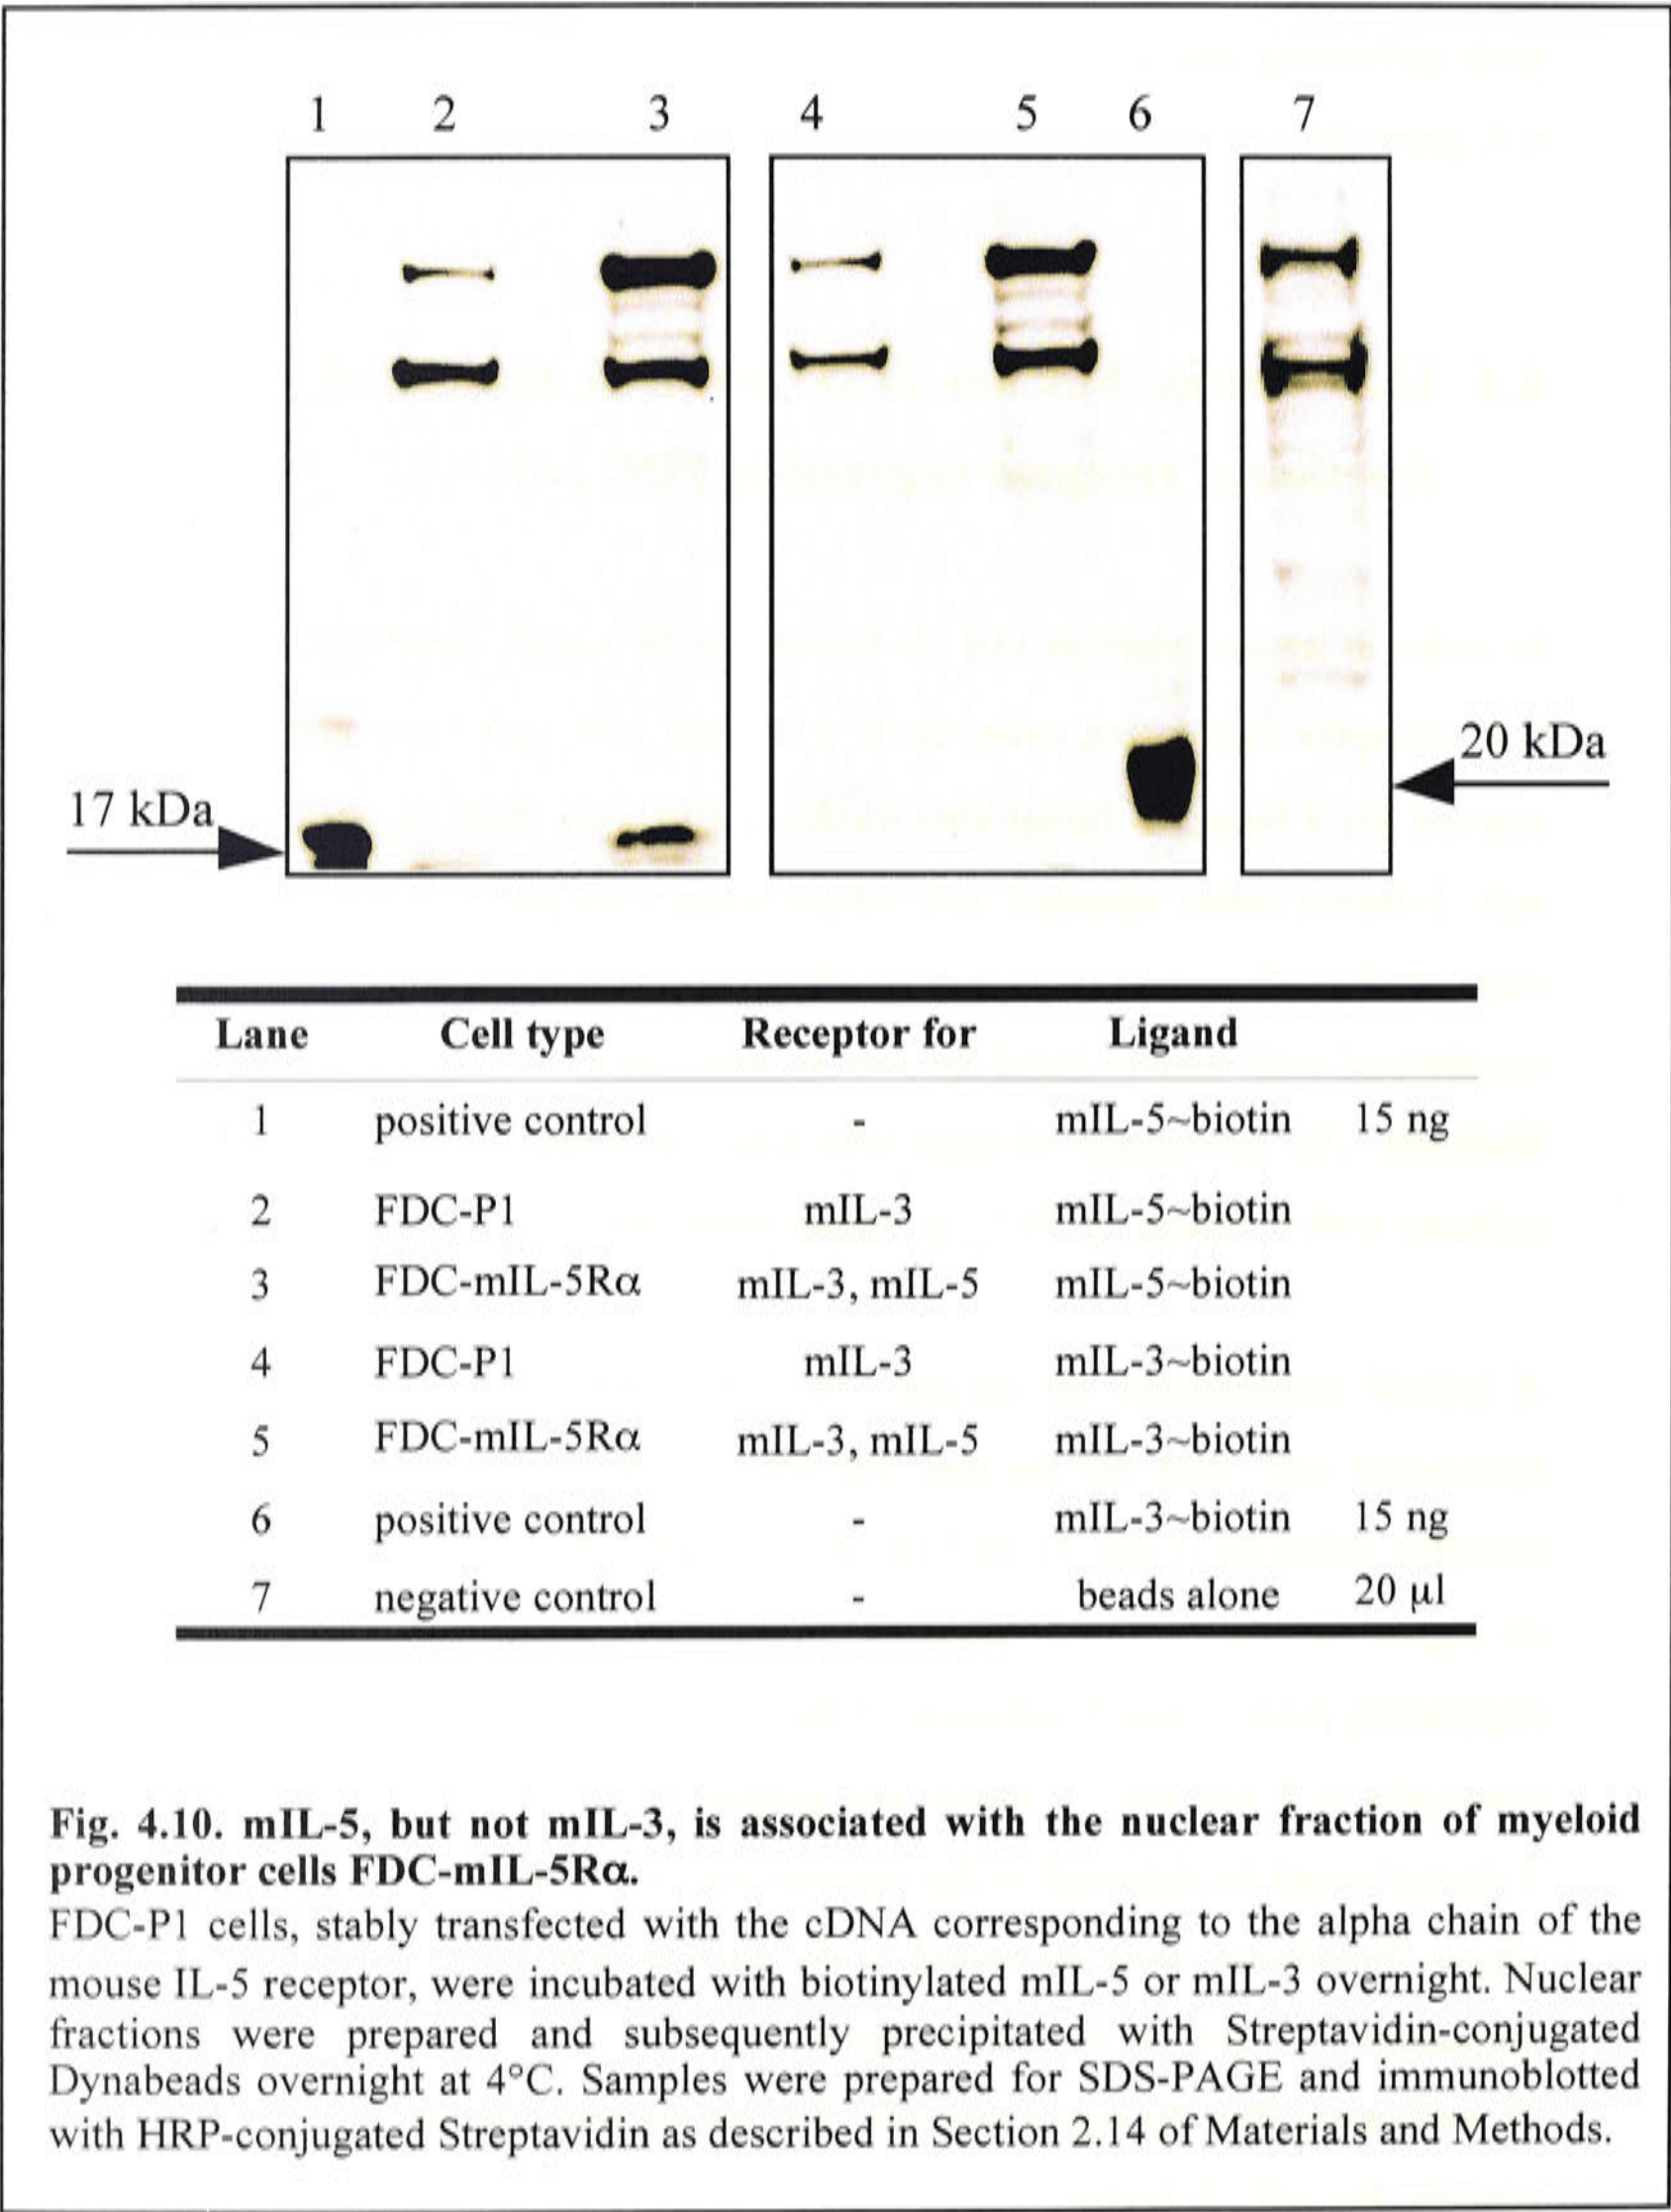 1 2 3 4 5 6 7
20 kDa
17 kDa
Lane Cell type Receptor for Ligand
1 positive control - mIL-5~biotin 15 ng
2 FDC-P1 mIL-3 mIL-5~biotin
3 FDC-mIL-5Rα mIL-3, mIL-5 mIL-5~biotin
4 FDC-P1 mIL-3 mIL-3~biotin
5 FDC-mIL-5Rα mIL-3, mIL-5 mIL-3~biotin
6 positive control - mIL-3~biotin 15 ng
7 negative control - beads alone 20 µl
Fig. 4.10. mIL-5, but not mIL-3, is associated with the nuclear fraction of myeloid
progenitor cells FDC-mIL-5Rα.
FDC-P1 cells, stably transfected with the cDNA corresponding to the alpha chain of the
mouse IL-5 receptor, were incubated with biotinylated mIL-5 or mIL-3 overnight. Nuclear
fractions were prepared and subsequently precipitated with Streptavidin-conjugated
Dynabeads overnight at 4°C. Samples were prepared for SDS-PAGE and immunoblotted
with HRP-conjugated Streptavidin as described in Section 2.14 of Materials and Methods.